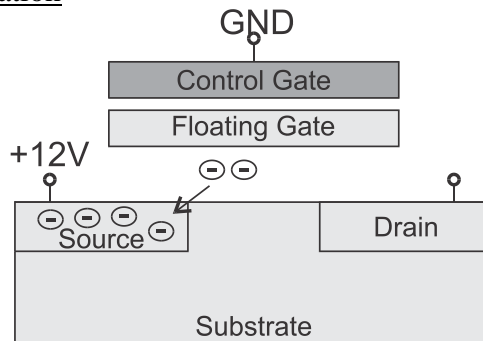 GND
Control Gate
Floating Gate
+12V
- -
- - - -
Source
Drain
Substrate